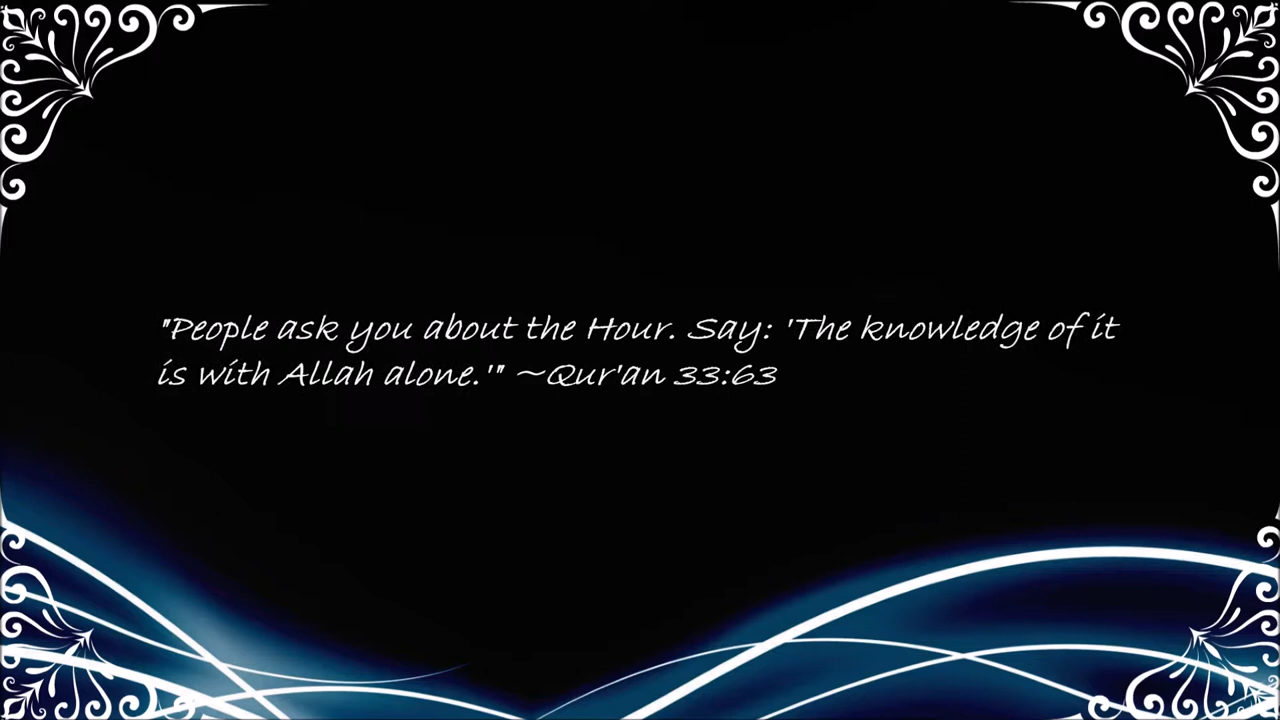 "People ask you about the Hour. Say: 'The knowledge of it
is with Allah alone.'" ~Qur'an 33:63